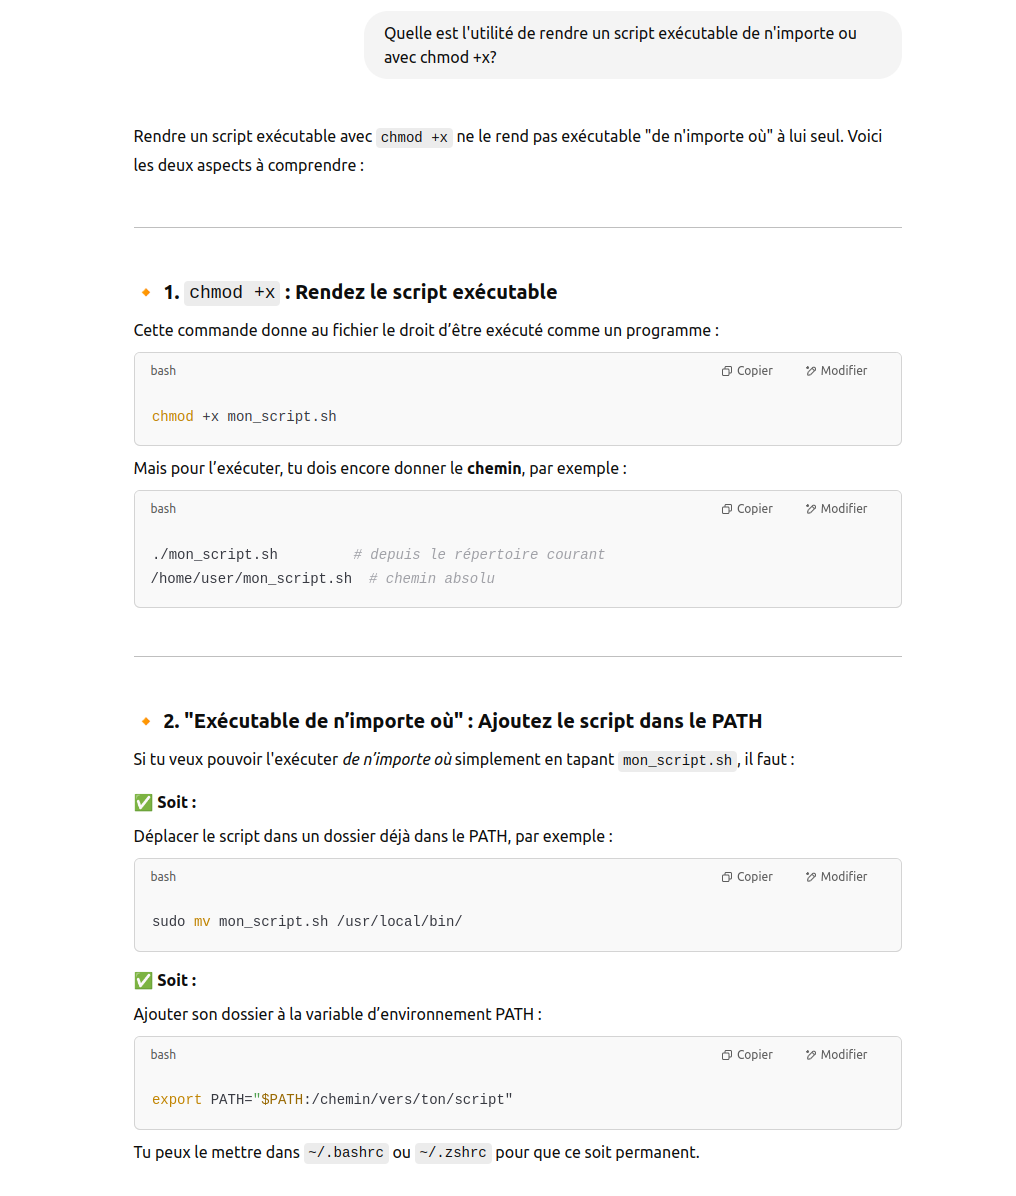 Quelle est l'utilité de rendre un script exécutable de n'importe ou
avec chmod +x?
Rendre un script exécutable avec chmod +x ne le rend pas exécutable "de n'importe où" à lui seul. Voici
les deux aspects à comprendre :
🔸 1. chmod +x : Rendez le script exécutable
Cette commande donne au fichier le droit d’être exécuté comme un programme :
bash Copier Modifier
chmod +x mon_script.sh
Mais pour l’exécuter, tu dois encore donner le chemin, par exemple :
bash Copier Modifier
./mon_script.sh         # depuis le répertoire courant
/home/user/mon_script.sh  # chemin absolu
🔸 2. "Exécutable de n’importe où" : Ajoutez le script dans le PATH
Si tu veux pouvoir l'exécuter de n’importe où simplement en tapant mon_script.sh, il faut :
✅ Soit :
Déplacer le script dans un dossier déjà dans le PATH, par exemple :
bash Copier Modifier
sudo mv mon_script.sh /usr/local/bin/
✅ Soit :
Ajouter son dossier à la variable d’environnement PATH :
bash Copier Modifier
export PATH="$PATH:/chemin/vers/ton/script"
Tu peux le mettre dans ~/.bashrc ou ~/.zshrc pour que ce soit permanent.